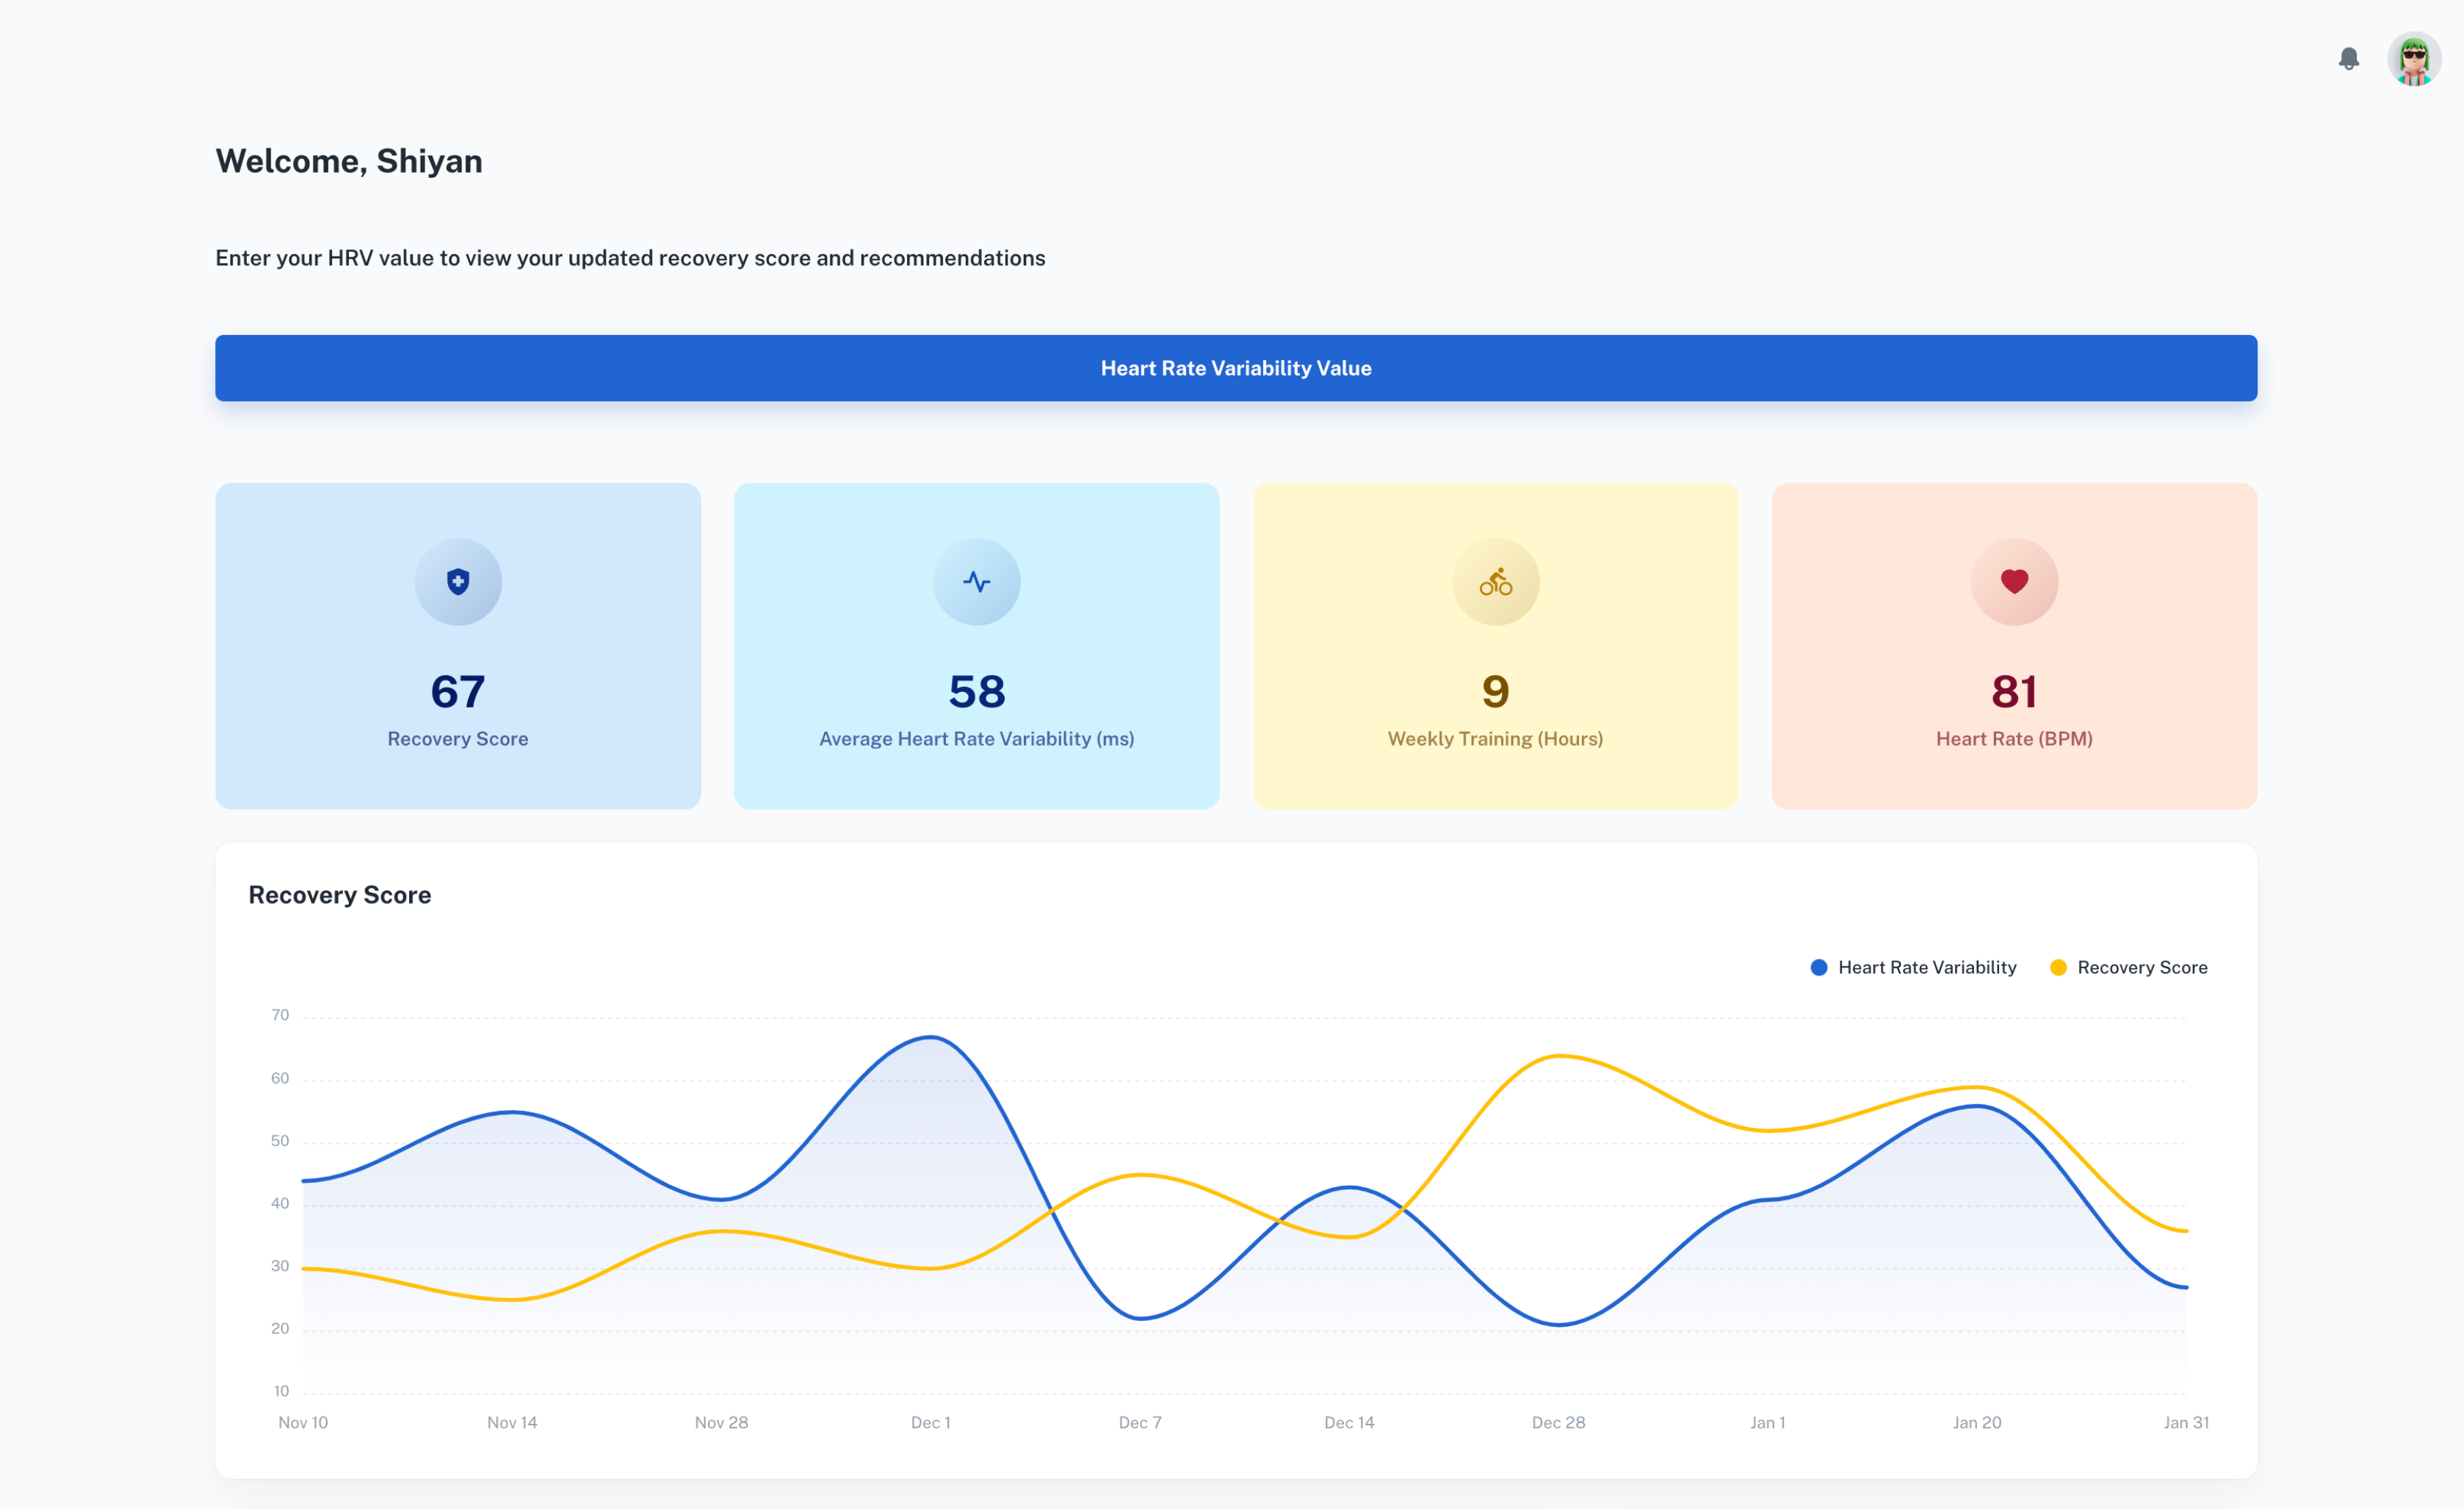 Welcome, Shiyan
Enter your HRV value to view your updated recovery score and recommendations
Heart Rate Variability Value
67
Recovery Score
58
Average Heart Rate Variability (ms)
9
Weekly Training (Hours)
81
Heart Rate (BPM)
Recovery Score
Heart Rate Variability Recovery Score
70
60
50
40
30
20
10
Nov 10 Nov 14 Nov 28 Dec 1 Dec 7 Dec 14 Dec 28 Jan 1 Jan 20 Jan 31